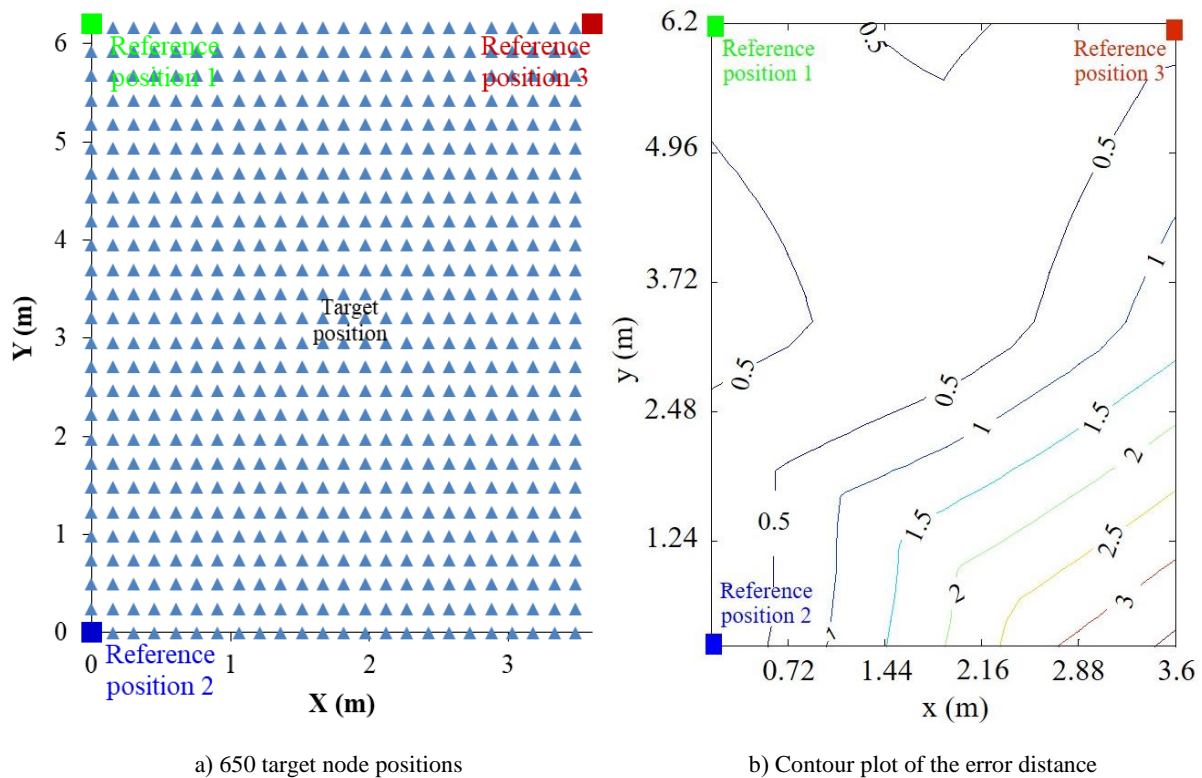 6
5
4
3
2
1
0
Y (m)
Reference
position 1
Reference
position 3
Target
position
Reference
position 2
0
1
2
3
X (m)
a) 650 target node positions
6.2
4.96
3.72
2.48
1.24
y (m)
Reference
position 1
Reference
position 3
Reference
position 2
0.5
0.5
1
0.5
0.5
1
1.5
2
0.5
1.5
2.5
2
3
1
0.72
1.44
2.16
2.88
3.6
x (m)
b) Contour plot of the error distance